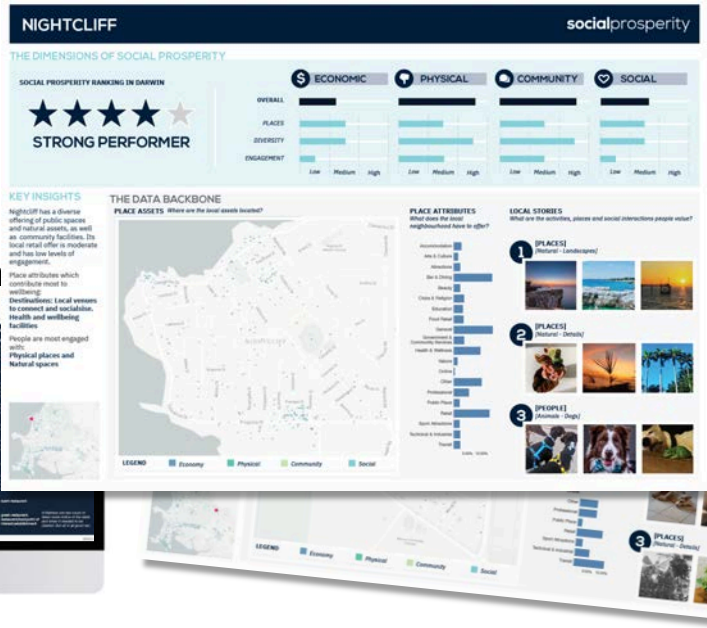 NIGHTCLIFF
socialprosperity
THE DIMENSIONS OF SOCIAL PROSPERITY
SOCIAL PROSPERITY RANKING IN DARWIN
STRONG PERFORMER
ECONOMIC
PHYSICAL
COMMUNITY
SOCIAL
OVERALL
PLACES
DIVERSITY
ENGAGEMENT
Low Medium High
Low Medium High
Low Medium High
Low Medium High
KEY INSIGHTS
Nightcliff has a diverse
offering of public spaces
and natural assets, as well
as community facilities. Its
local retail offer is moderate
and has low levels of
engagement.
Place attributes which
contribute most to
wellbeing:
Destinations: Local venues
to connect and socialsise.
Health and wellbeing
facilities
People are most engaged
with:
Physical places and
Natural spaces
THE DATA BACKBONE
PLACE ASSETS Where are the local assets located?
NIGHTCLIFF
LEGEND
Economy
Physical
Community
Social
PLACE ATTRIBUTES
What does the local
neighbourhood have to offer?
Accommodation
Arts & Culture
Attractions
Bar & Dining
Beauty
Clubs & Religion
Education
Food Retail
General
Government &
Community Services
Health & Wellness
Nature
Online
Other
Professional
Public Place
Retail
Sport Attractions
Technical & Industrial
Transit
LOCAL STORIES
What are the activities, places and social interactions people value?
1
[PLACES]
[Natural - Landscapes]
2
[PLACES]
[Natural - Details]
3
[PEOPLE]
[Animals - Dogs]
LEGEND
Economy
Physical
Community
Social
Other
Professional
Public Place
Retail
Sport Attractions
Technical & Industrial
Transit
3
[PLACES]
[Natural - Details]